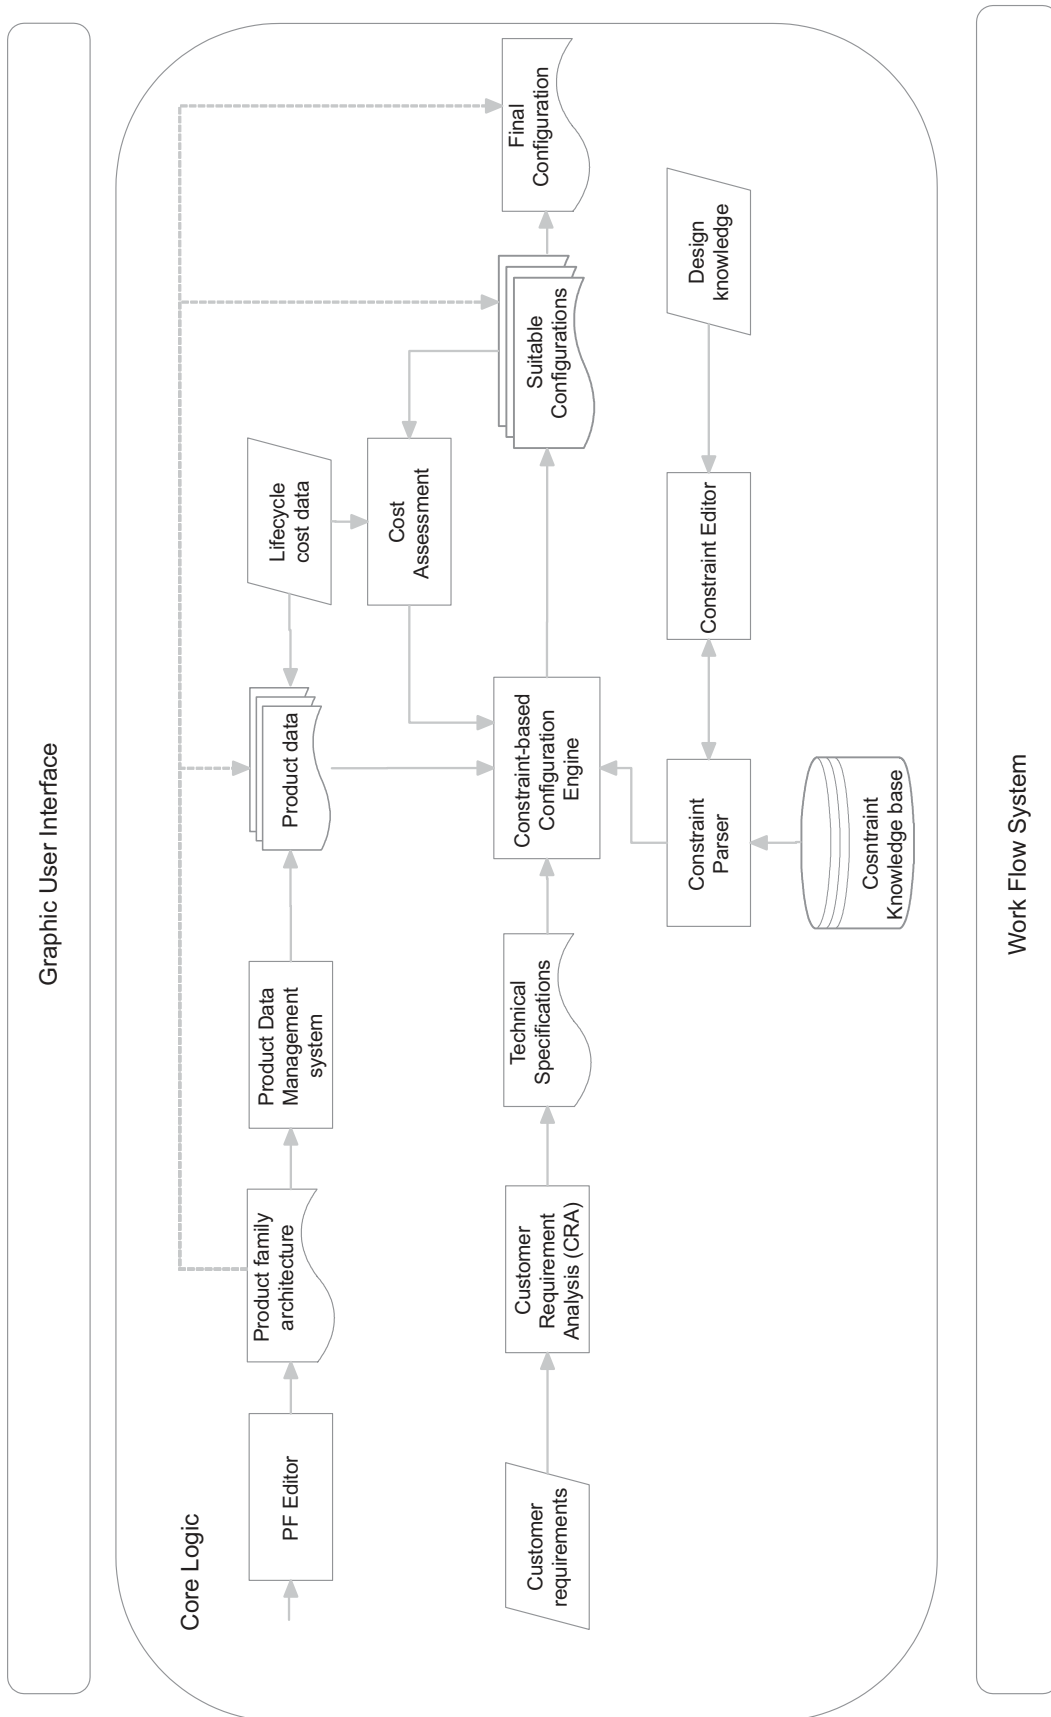 Graphic User Interface
Core Logic
PF Editor
Product family
architecture
Product Data
Management
system
Product data
Lifecycle
cost data
Cost
Assessment
Customer
requirements
Customer
Requirement
Analysis (CRA)
Technical
Specifications
Constraint-based
Configuration
Engine
Suitable
Configurations
Final
Configuration
Constraint
Parser
Constraint Editor
Design
knowledge
Cosntraint
Knowledge base
Work Flow System